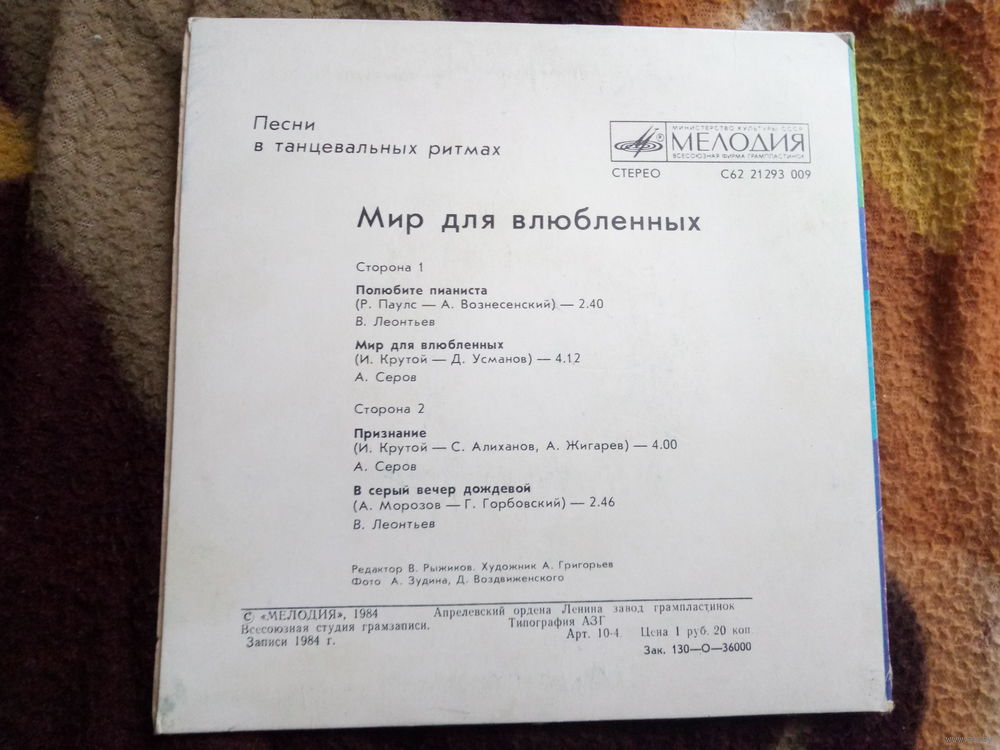 Песни
в танцевальных ритмах
МИНИСТЕРСТВО КУЛЬТУРЫ СССР
МЕЛОДИЯ
ВСЕСОЮЗНАЯ ФИРМА ГРАМПЛАСТИНОК
СТЕРЕО С62 21293 009
Мир для влюбленных
Сторона 1
Полюбите пианиста
(Р. Паулс — А. Вознесенский) — 2.40
В. Леонтьев
Мир для влюбленных
(И. Крутой — Д. Усманов) — 4.12
А. Серов
Сторона 2
Признание
(И. Крутой — С. Алиханов, А. Жигарев) — 4.00
А. Серов
В серый вечер дождевой
(А. Морозов — Г. Горбовский) — 2.46
В. Леонтьев
Редактор В. Рыжиков. Художник А. Григорьев
Фото А. Зудина, Д. Воздвиженского
© «МЕЛОДИЯ», 1984 Апрелевский ордена Ленина завод грампластинок
Всесоюзная студия грамзаписи. Типография АЗГ
Записи 1984 г. Арт. 10-4. Цена 1 руб. 20 коп.
Зак. 130—О—36000